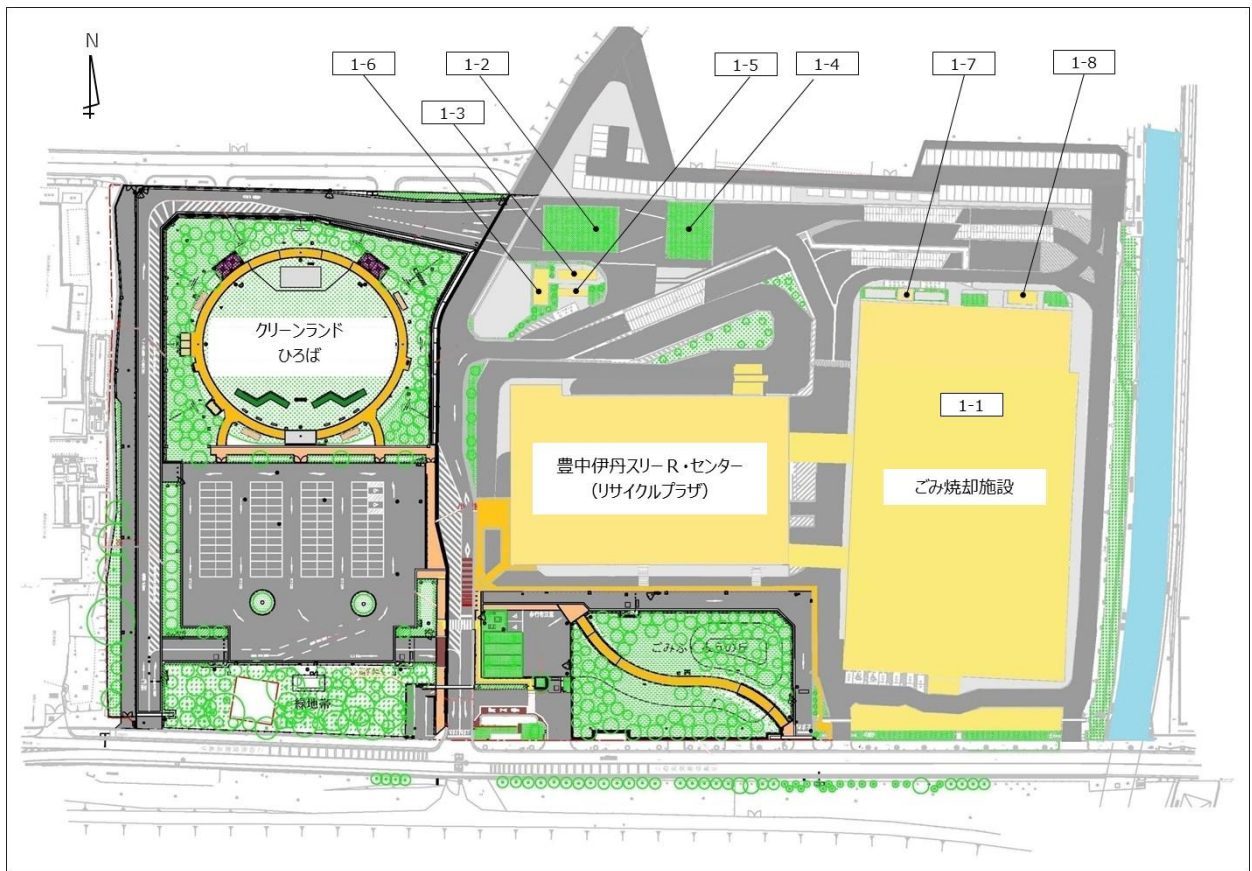 N
1-6
1-2
1-5
1-4
1-7
1-8
1-3
クリーンランド
ひろば
1-1
豊中伊丹スリーR・センター
(リサイクルプラザ)
ごみ焼却施設
ごみふくろうの丘
緑地帯